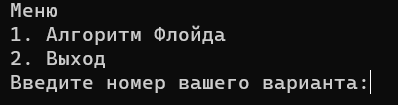 Меню
1. Алгоритм Флойда
2. Выход
Введите номер вашего варианта: